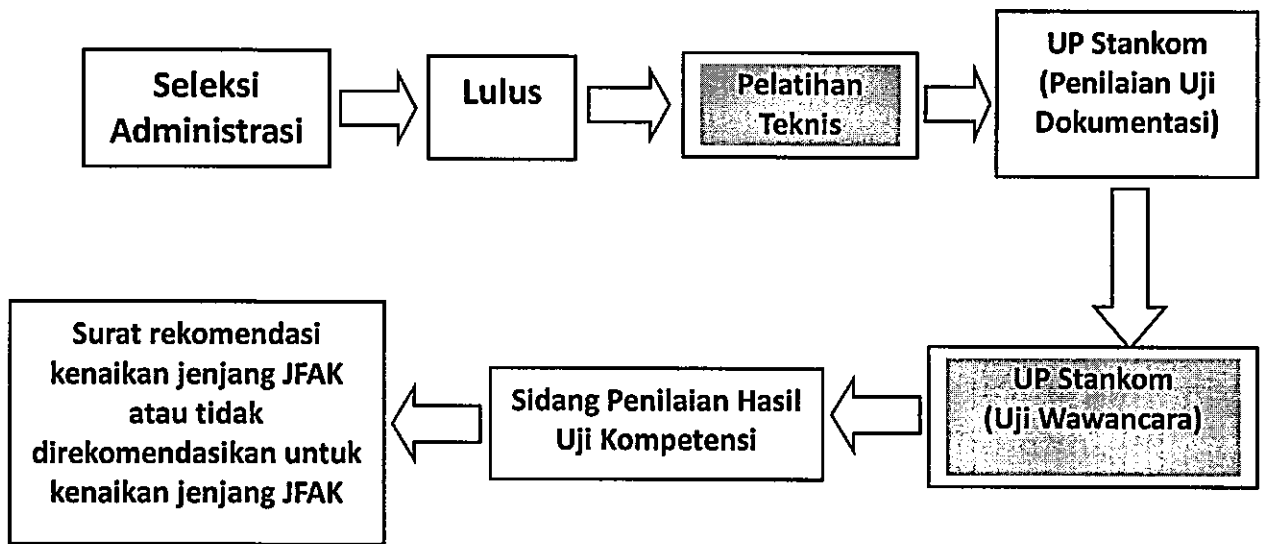 Seleksi
Administrasi
Lulus
Pelatihan
Teknis
UP Stankom
(Penilaian Uji
Dokumentasi)
UP Stankom
(Uji Wawancara)
Sidang Penilaian Hasil
Uji Kompetensi
Surat rekomendasi
kenaikan jenjang JFAK
atau tidak
direkomendasikan untuk
kenaikan jenjang JFAK